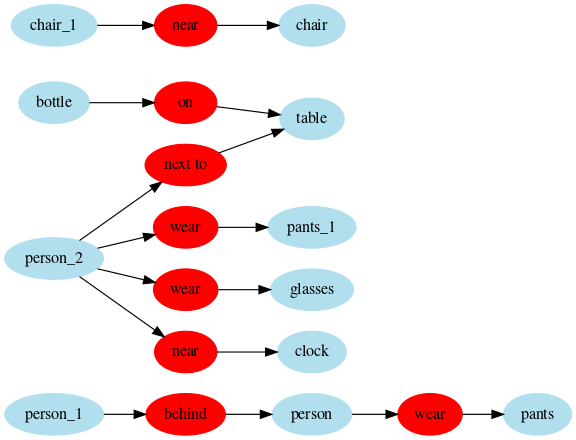 chair_1 near chair
bottle on
table
next to
wear pants_1
person_2
wear glasses
near clock
person_1 behind person wear pants